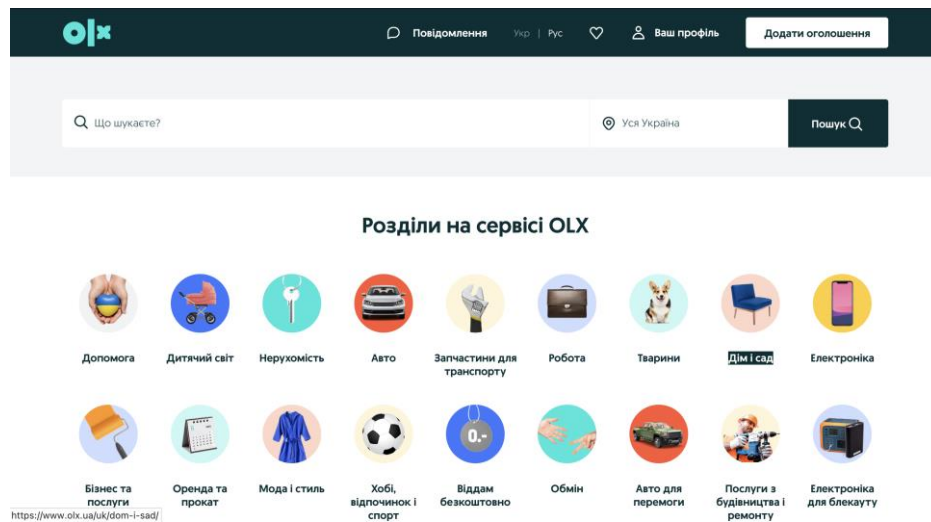 olx
Повідомлення Укр | Рус Ваш профіль Додати оголошення
Що шукаєте? Уся Україна Пошук
Розділи на сервісі OLX
Допомога
Дитячий світ
Нерухомість
Авто
Запчастини для
транспорту
Робота
Тварини
Дім і сад
Електроніка
Бізнес та
послуги
Оренда та
прокат
Мода і стиль
Хобі,
відпочинок і
спорт
0.-
Віддам
безкоштовно
Обмін
Авто для
перемоги
Послуги з
будівництва і
ремонту
Електроніка
для блекауту
https://www.olx.ua/uk/dom-i-sad/